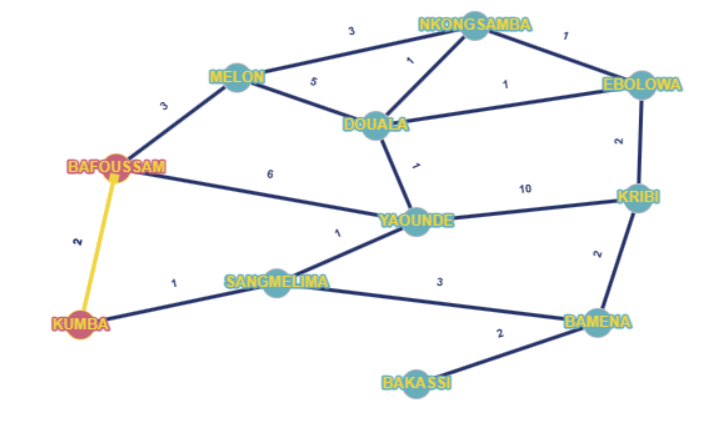 NKONGSAMBA
3
1
1
MELON
5
EBOLOWA
1
3
DOUALA
2
BAFOUSSAM
1
6
10
KRIBI
YAOUNDE
2
1
2
1
SANGMELIMA
3
KUMBA
BAMENA
2
BAKASSI